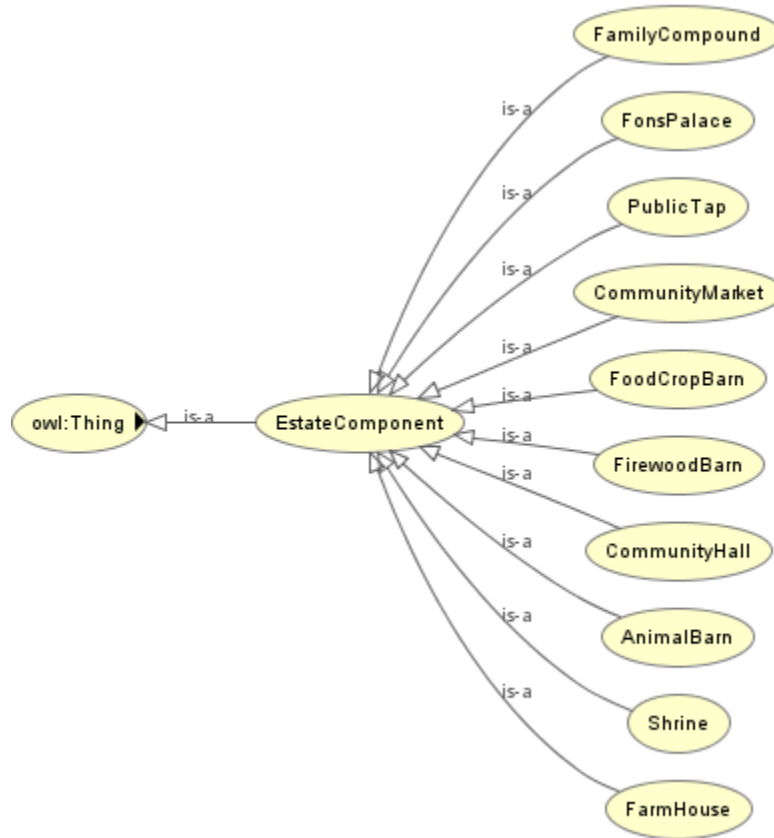 FamilyCompound
is-a
FonsPalace
is-a
PublicTap
is-a
CommunityMarket
is-a
FoodCropBarn
is-a
owl:Thing
is-a
EstateComponent
is-a
FirewoodBarn
is-a
CommunityHall
is-a
AnimalBarn
is-a
Shrine
is-a
FarmHouse